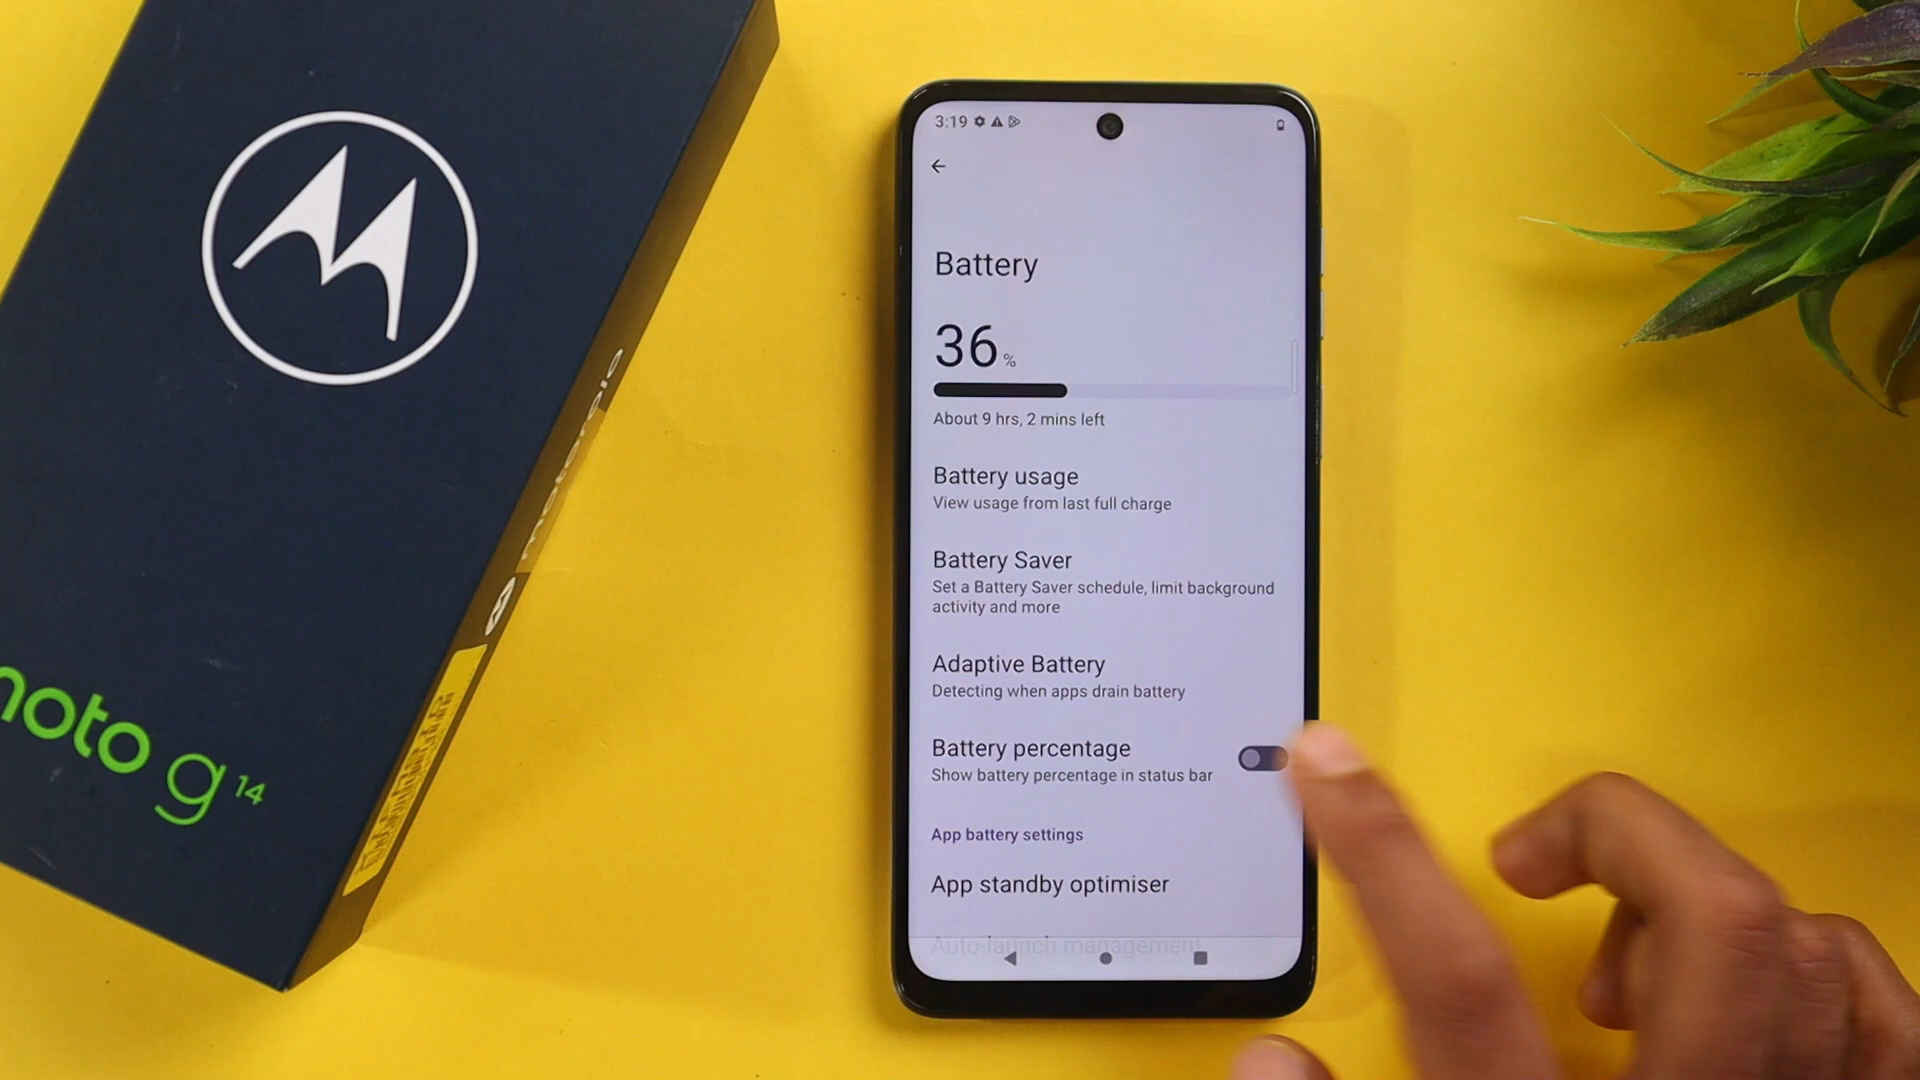 motorola
moto g14
3:19
Battery
36%
About 9 hrs, 2 mins left
Battery usage
View usage from last full charge
Battery Saver
Set a Battery Saver schedule, limit background
activity and more
Adaptive Battery
Detecting when apps drain battery
Battery percentage
Show battery percentage in status bar
App battery settings
App standby optimiser
Auto-launch management